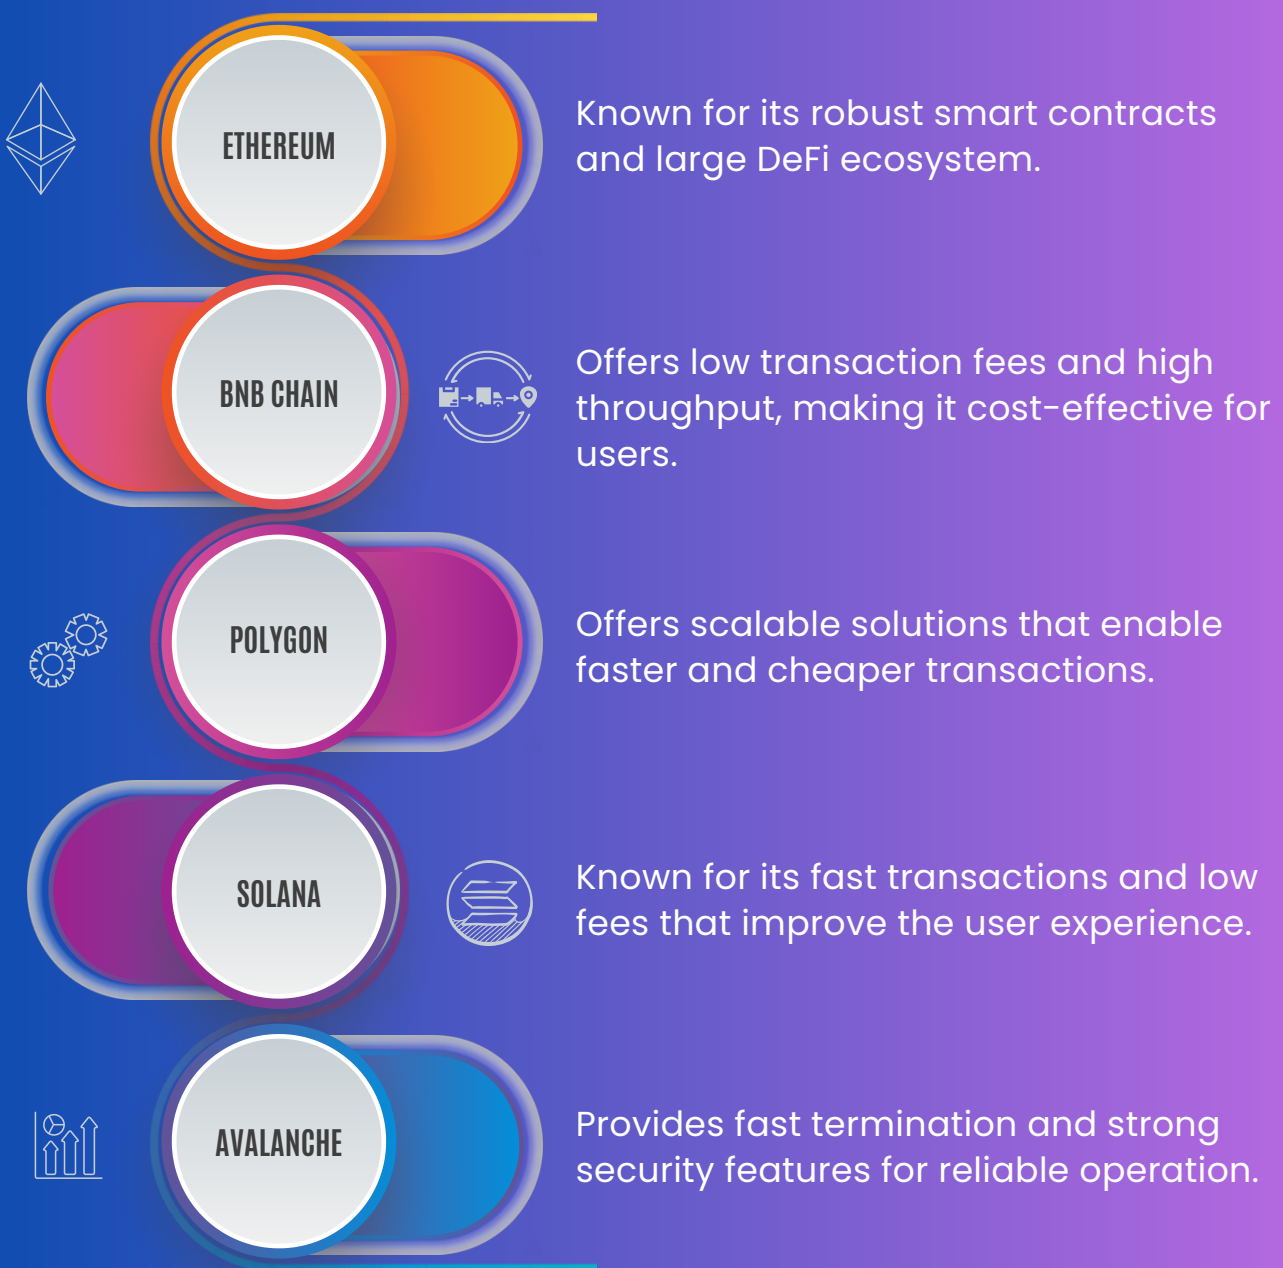 ETHEREUM
Known for its robust smart contracts
and large DeFi ecosystem.
BNB CHAIN
Offers low transaction fees and high
throughput, making it cost-effective for
users.
POLYGON
Offers scalable solutions that enable
faster and cheaper transactions.
SOLANA
Known for its fast transactions and low
fees that improve the user experience.
AVALANCHE
Provides fast termination and strong
security features for reliable operation.